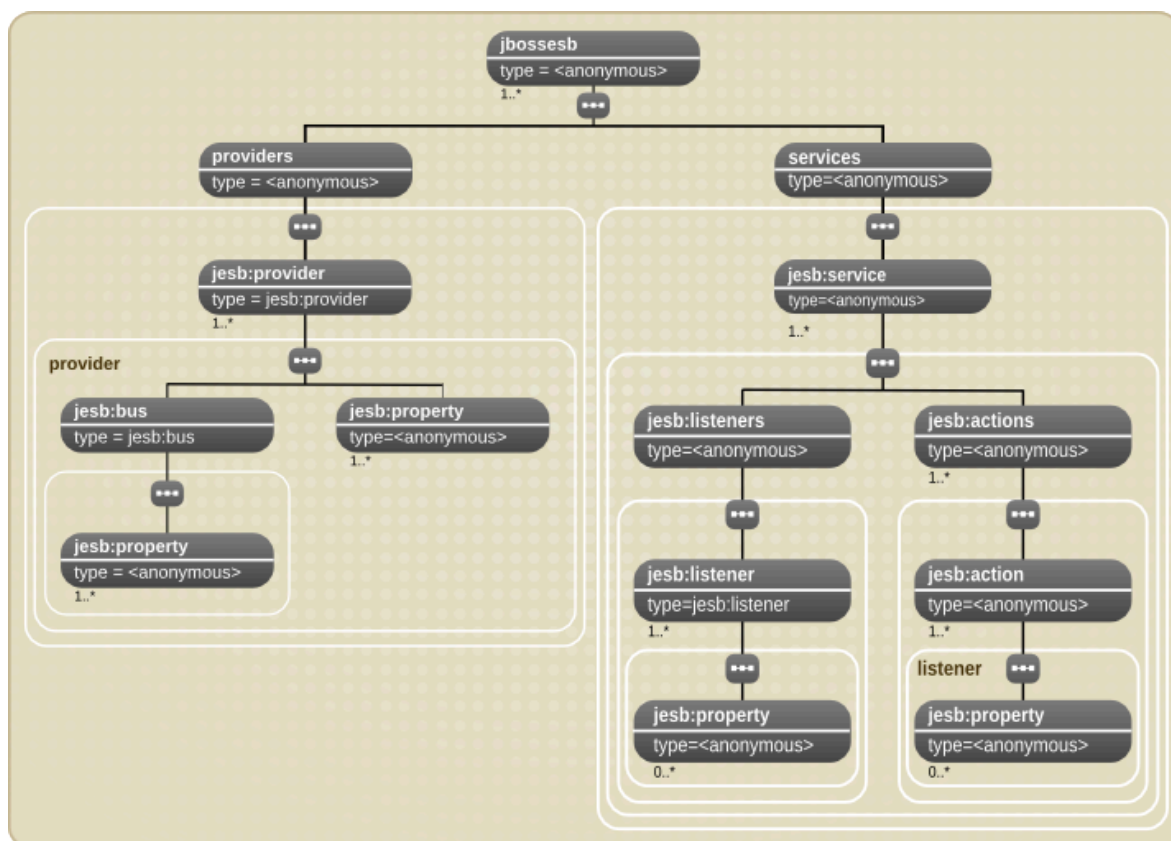 jbossesb
type = <anonymous>
1..*
providers
type = <anonymous>
services
type=<anonymous>
jesb:provider
type = jesb:provider
1..*
jesb:service
type=<anonymous>
1..*
provider
jesb:bus
type = jesb:bus
jesb:property
type=<anonymous>
1..*
jesb:property
type = <anonymous>
1..*
jesb:listeners
type=<anonymous>
jesb:actions
type=<anonymous>
1..*
jesb:listener
type=jesb:listener
1..*
jesb:action
type=<anonymous>
1..*
jesb:property
type=<anonymous>
0..*
listener
jesb:property
type=<anonymous>
0..*